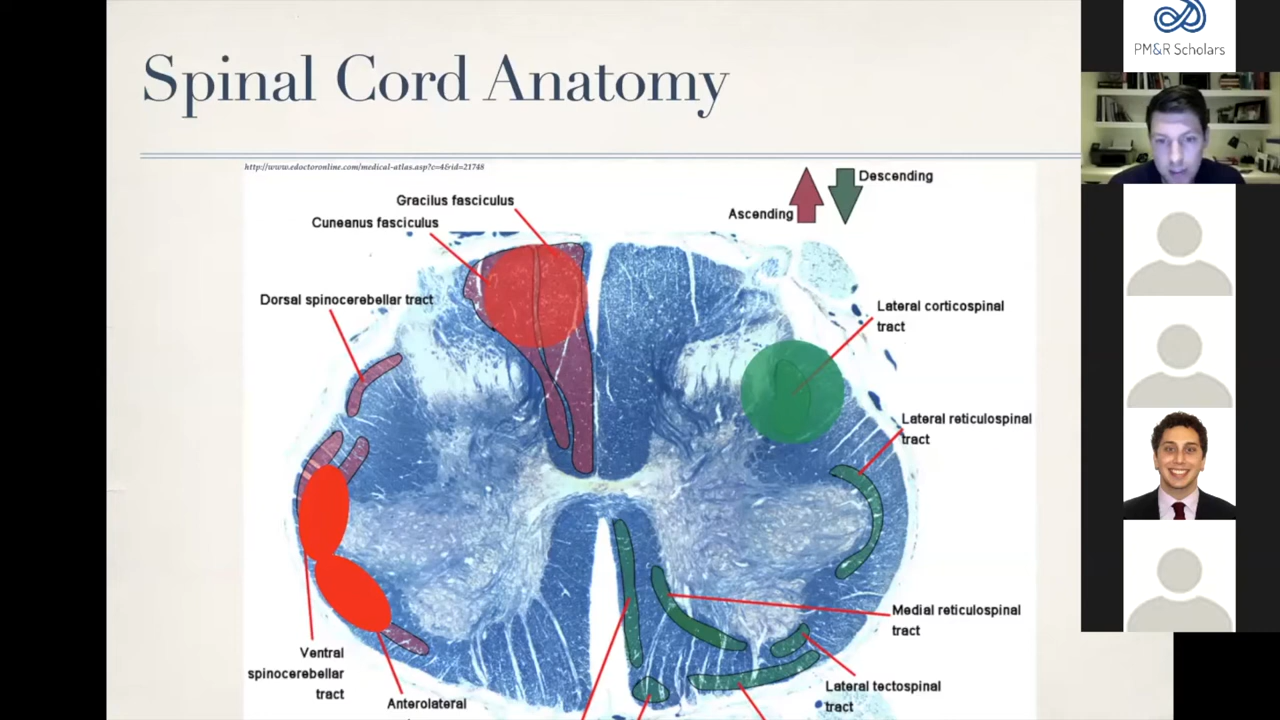 Spinal Cord Anatomy
PM&R Scholars
http://www.edoctoronline.com/medical-atlas.asp?c=4&id=21748
Gracilus fasciculus
Cuneanus fasciculus
Dorsal spinocerebellar tract
Ascending
Descending
Lateral corticospinal
tract
Lateral reticulospinal
tract
Medial reticulospinal
tract
Lateral tectospinal
tract
Ventral
spinocerebellar
tract
Anterolateral